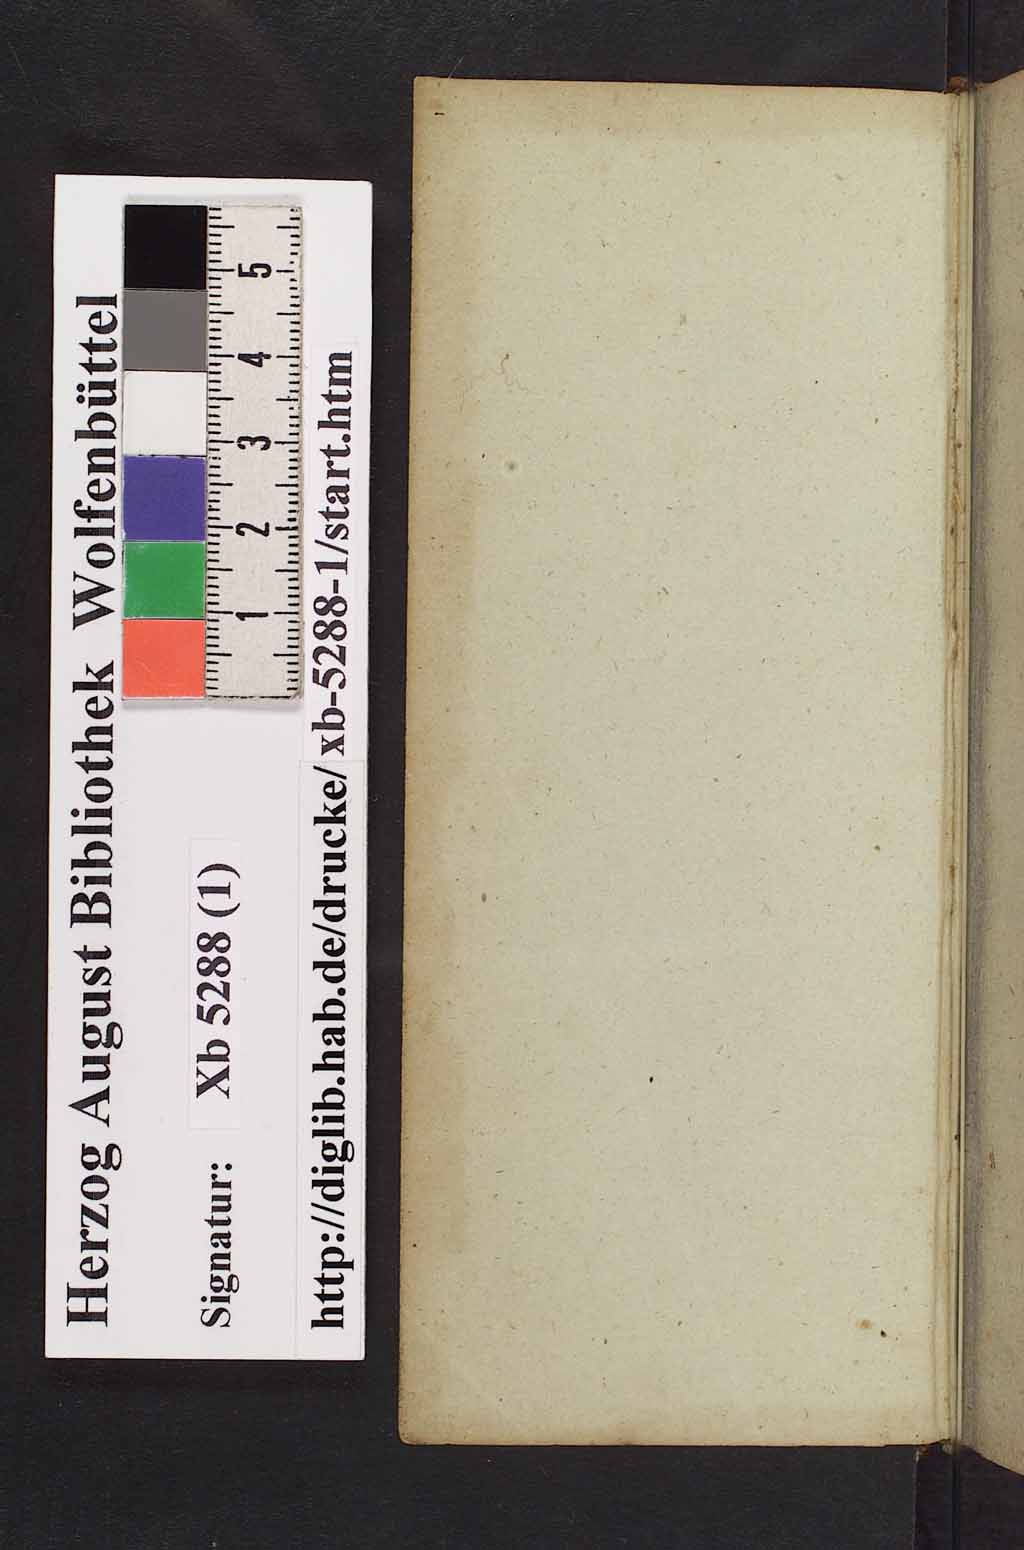 Herzog August Bibliothek Wolfenbüttel
Signatur: Xb 5288 (1)
http://diglib.hab.de/drucke/xb-5288-1/start.htm
1 2 3 4 5